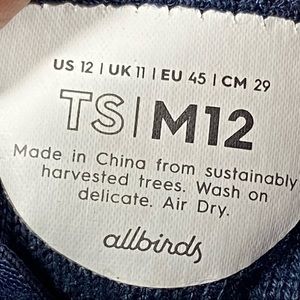 US 12 | UK 11 | EU 45 | CM 29
TS | M12
Made in China from sustainably
harvested trees. Wash on
delicate. Air Dry.
allbirds